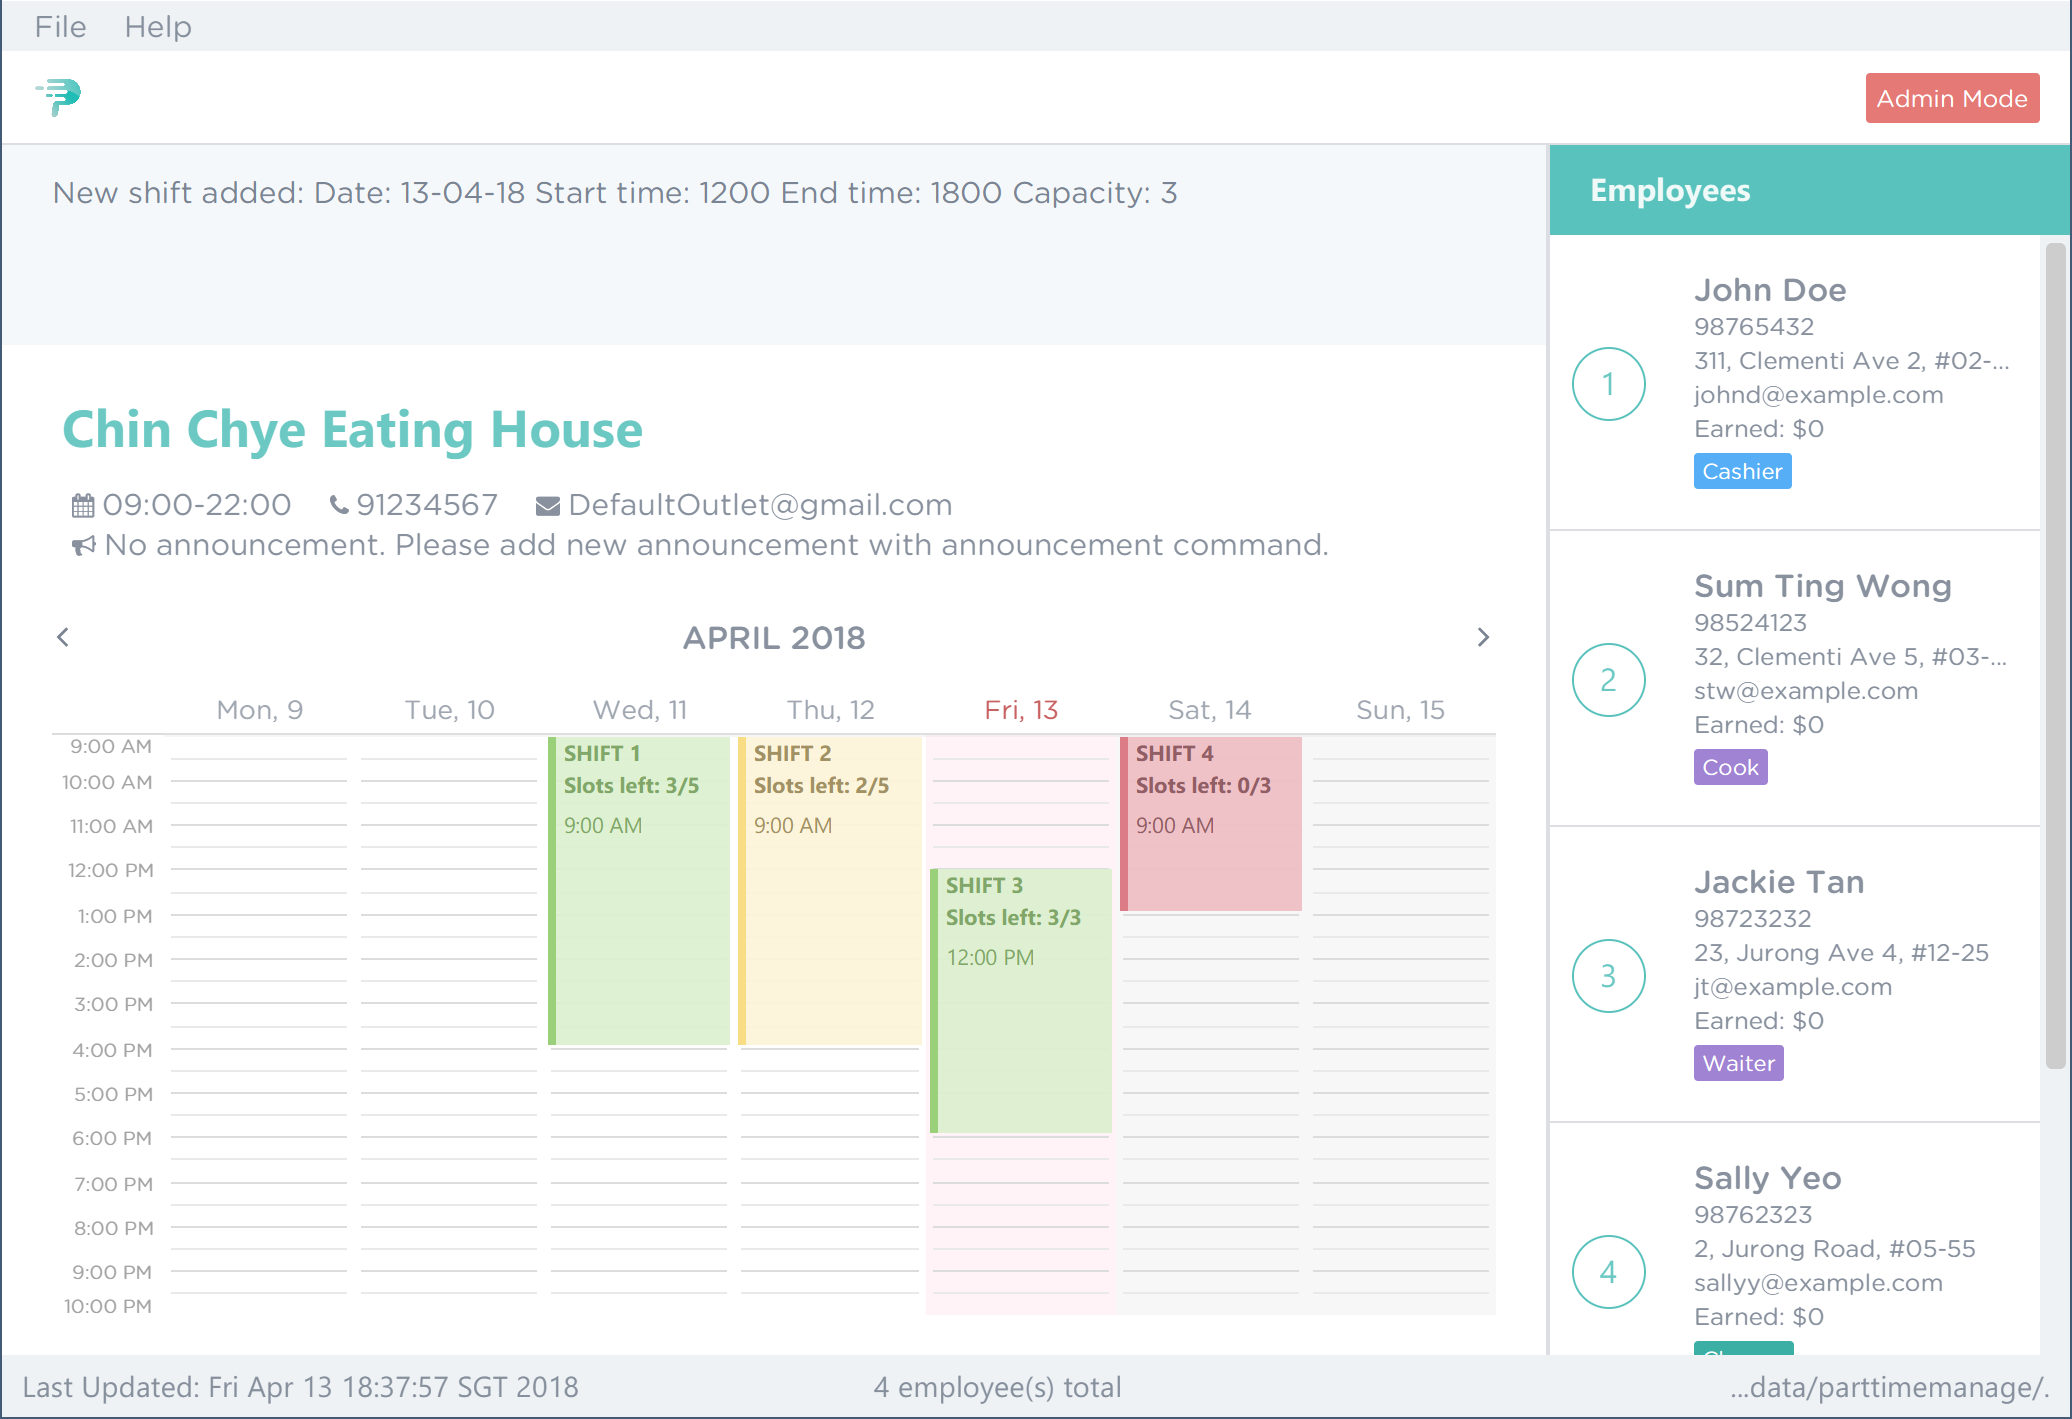 File Help
Admin Mode
New shift added: Date: 13-04-18 Start time: 1200 End time: 1800 Capacity: 3
Chin Chye Eating House
09:00-22:00 91234567 DefaultOutlet@gmail.com
No announcement. Please add new announcement with announcement command.
APRIL 2018
Mon, 9 Tue, 10 Wed, 11 Thu, 12 Fri, 13 Sat, 14 Sun, 15
9:00 AM
10:00 AM
11:00 AM
12:00 PM
1:00 PM
2:00 PM
3:00 PM
4:00 PM
5:00 PM
6:00 PM
7:00 PM
8:00 PM
9:00 PM
10:00 PM
SHIFT 1
Slots left: 3/5
9:00 AM
SHIFT 2
Slots left: 2/5
9:00 AM
SHIFT 3
Slots left: 3/3
12:00 PM
SHIFT 4
Slots left: 0/3
9:00 AM
Employees
1
John Doe
98765432
311, Clementi Ave 2, #02-...
johnd@example.com
Earned: $0
Cashier
2
Sum Ting Wong
98524123
32, Clementi Ave 5, #03-...
stw@example.com
Earned: $0
Cook
3
Jackie Tan
98723232
23, Jurong Ave 4, #12-25
jt@example.com
Earned: $0
Waiter
4
Sally Yeo
98762323
2, Jurong Road, #05-55
sallyy@example.com
Earned: $0
Last Updated: Fri Apr 13 18:37:57 SGT 2018
4 employee(s) total
...data/parttimemanage/.